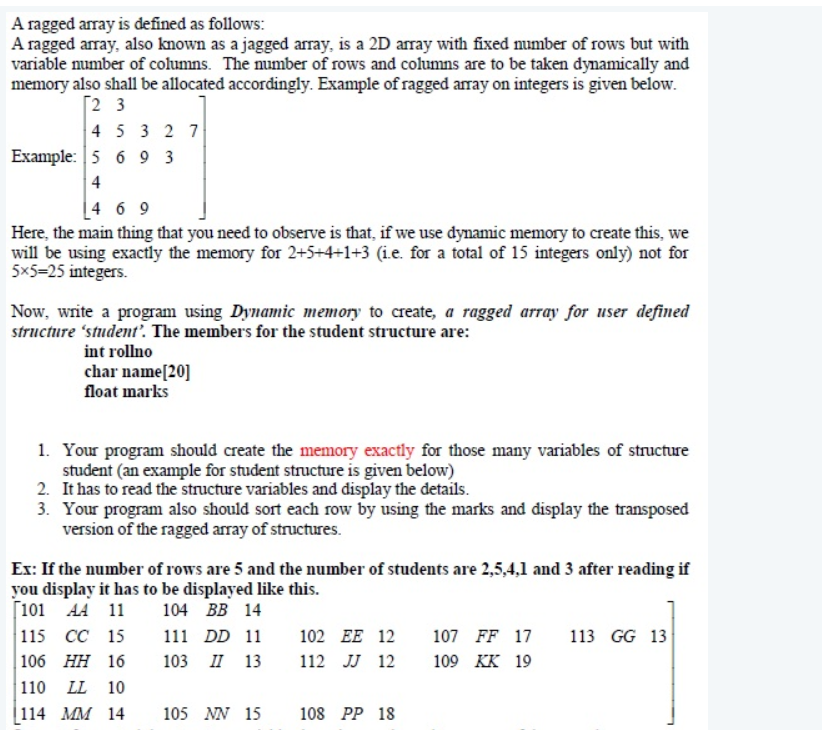 A ragged array is defined as follows:
A ragged array, also known as a jagged array, is a 2D array with fixed number of rows but with
variable number of columns. The number of rows and columns are to be taken dynamically and
memory also shall be allocated accordingly. Example of ragged array on integers is given below.
2 3
4 5 3 2 7
Example: 5 6 9 3
4
4 6 9
Here, the main thing that you need to observe is that, if we use dynamic memory to create this, we
will be using exactly the memory for 2+5+4+1+3 (i.e. for a total of 15 integers only) not for
5×5=25 integers.
Now, write a program using Dynamic memory to create, a ragged array for user defined
structure ‘student’. The members for the student structure are:
int rollno
char name[20]
float marks
1. Your program should create the memory exactly for those many variables of structure
student (an example for student structure is given below)
2. It has to read the structure variables and display the details.
3. Your program also should sort each row by using the marks and display the transposed
version of the ragged array of structures.
Ex: If the number of rows are 5 and the number of students are 2,5,4,1 and 3 after reading if
you display it has to be displayed like this.
101 AA 11 104 BB 14
115 CC 15 111 DD 11 102 EE 12 107 FF 17 113 GG 13
106 HH 16 103 II 13 112 JJ 12 109 KK 19
110 LL 10
114 MM 14 105 NN 15 108 PP 18